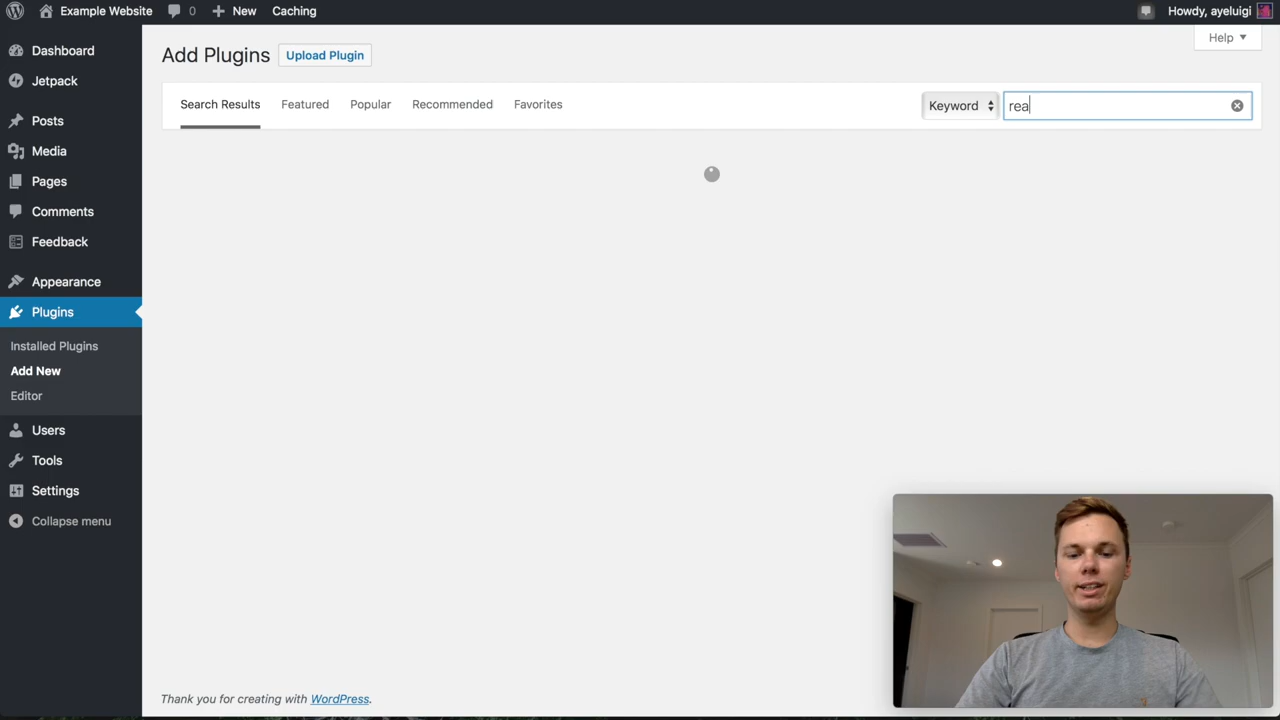 Example Website 0 New Caching Howdy, ayeluigi
Dashboard
Jetpack
Posts
Media
Pages
Comments
Feedback
Appearance
Plugins
Installed Plugins
Add New
Editor
Users
Tools
Settings
Collapse menu
Help
Add Plugins Upload Plugin
Search Results Featured Popular Recommended Favorites Keyword rea
Thank you for creating with WordPress.